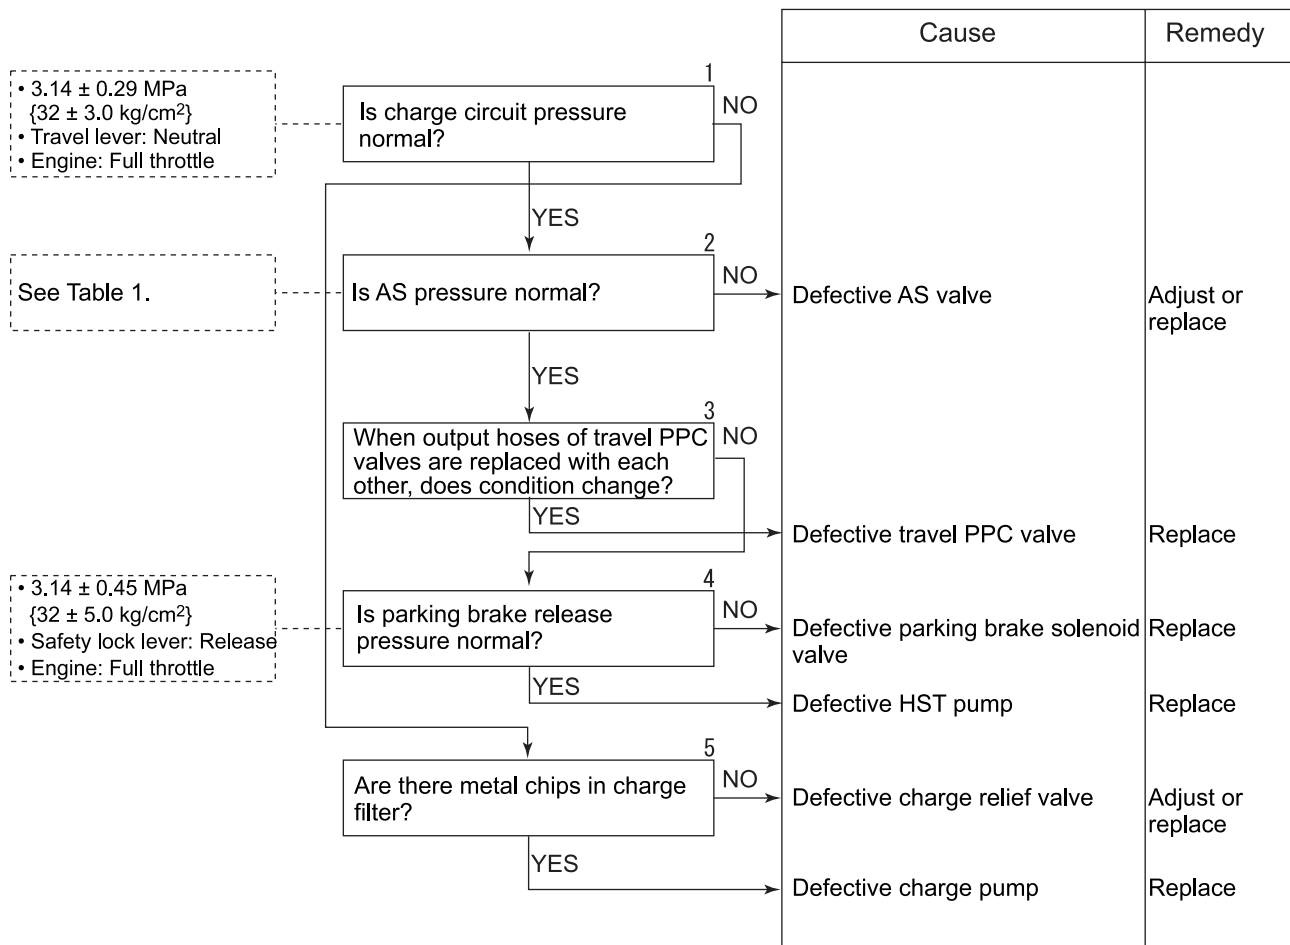 Cause
Remedy
• 3.14 ± 0.29 MPa
{32 ± 3.0 kg/cm²}
• Travel lever: Neutral
• Engine: Full throttle
1
Is charge circuit pressure
normal?
NO
YES
See Table 1.
2
Is AS pressure normal?
NO
Defective AS valve
Adjust or
replace
YES
3
When output hoses of travel PPC
valves are replaced with each
other, does condition change?
NO
YES
Defective travel PPC valve
Replace
• 3.14 ± 0.45 MPa
{32 ± 5.0 kg/cm²}
• Safety lock lever: Release
• Engine: Full throttle
4
Is parking brake release
pressure normal?
NO
Defective parking brake solenoid
valve
Replace
YES
Defective HST pump
Replace
5
Are there metal chips in charge
filter?
NO
Defective charge relief valve
Adjust or
replace
YES
Defective charge pump
Replace